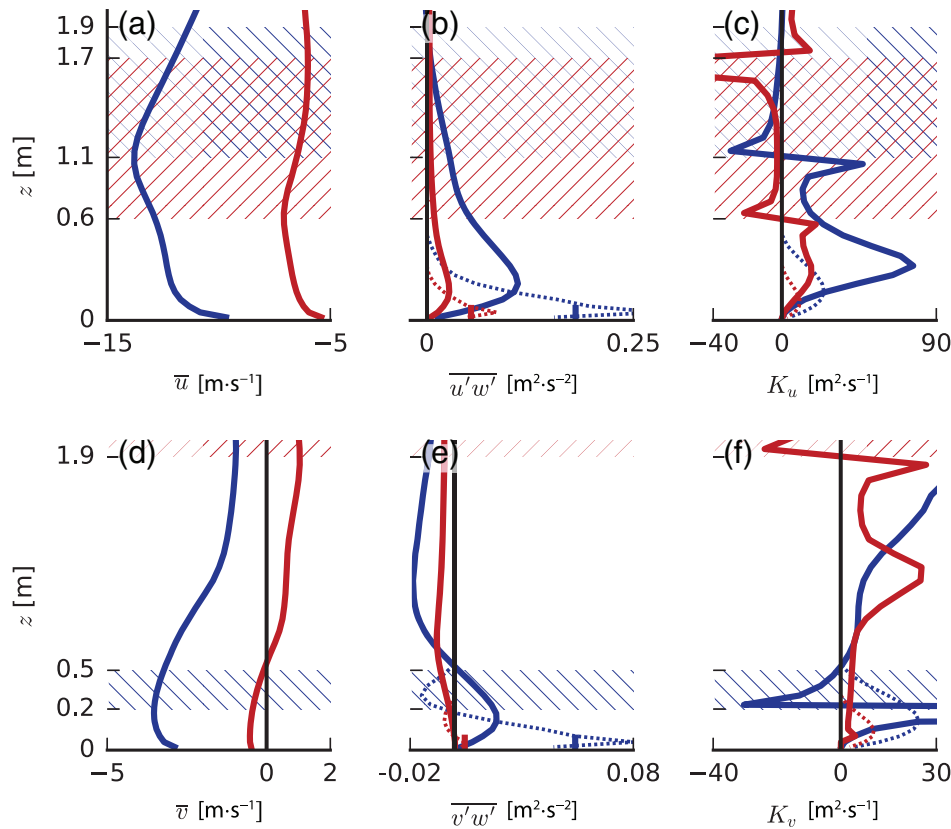 (a) (b) (c)
1.9
1.7
1.1
0.6
0
z [m]
−15 −5 0 0.25 −40 0 90
u̅ [m·s⁻¹] u′w′ [m²·s⁻²] K_u [m²·s⁻¹]
(d) (e) (f)
1.9
0.5
0.2
0
z [m]
−5 0 2 -0.02 0.08 −40 0 30
v̅ [m·s⁻¹] v′w′ [m²·s⁻²] K_v [m²·s⁻¹]